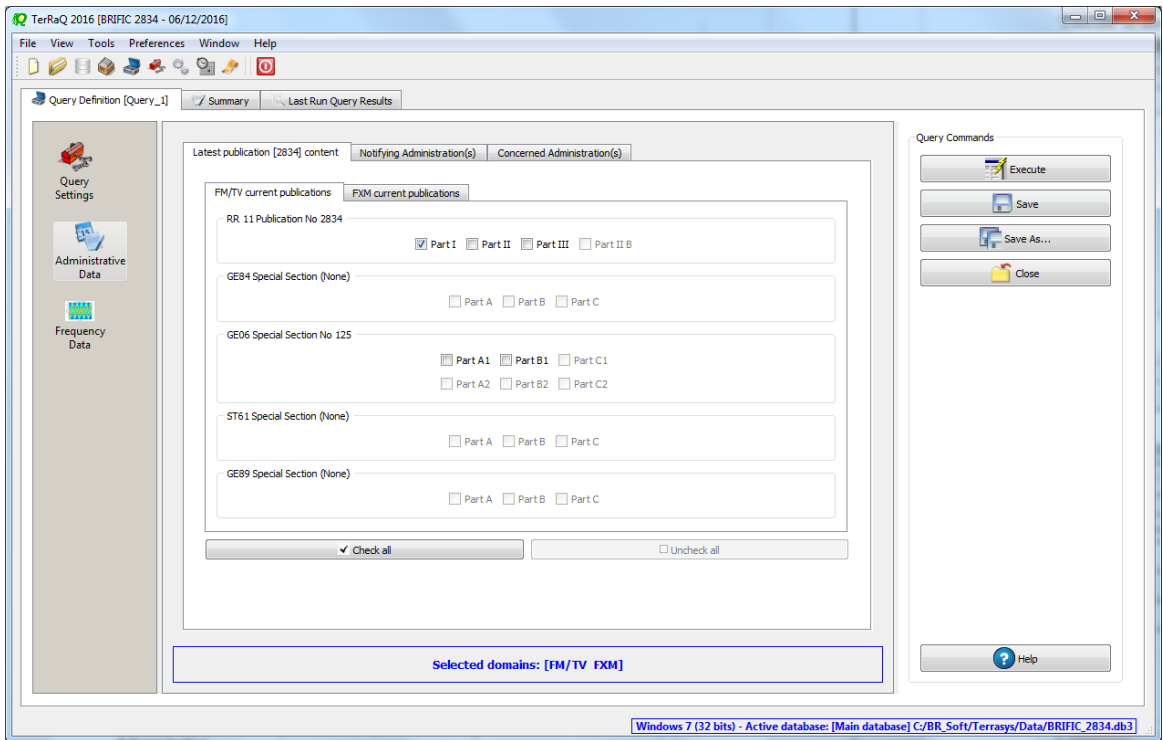 TerRaQ 2016 [BRIFIC 2834 - 06/12/2016]
File View Tools Preferences Window Help
Query Definition [Query_1] Summary Last Run Query Results
Query Settings
Administrative Data
Frequency Data
Latest publication [2834] content Notifying Administration(s) Concerned Administration(s)
FM/TV current publications FXM current publications
RR 11 Publication No 2834
Part I Part II Part III Part II B
GE84 Special Section (None)
Part A Part B Part C
GE06 Special Section No 125
Part A1 Part B1 Part C1
Part A2 Part B2 Part C2
ST61 Special Section (None)
Part A Part B Part C
GE89 Special Section (None)
Part A Part B Part C
Check all Uncheck all
Selected domains: [FM/TV FXM]
Query Commands
Execute
Save
Save As...
Close
Help
Windows 7 (32 bits) - Active database: [Main database] C:/BR_Soft/Terrasys/Data/BRIFIC_2834.db3